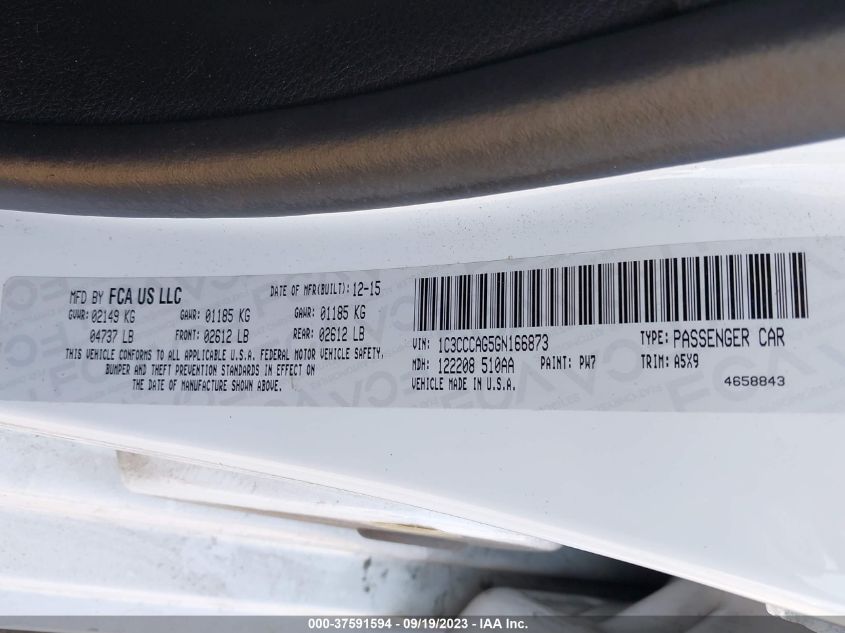 MFD BY FCA US LLC DATE OF MFR(BUILT): 12-15
GVWR: 02149 KG GAWR: 01185 KG GAWR: 01185 KG
04737 LB FRONT: 02612 LB REAR: 02612 LB
THIS VEHICLE CONFORMS TO ALL APPLICABLE U.S.A. FEDERAL MOTOR VEHICLE SAFETY,
BUMPER AND THEFT PREVENTION STANDARDS IN EFFECT ON
THE DATE OF MANUFACTURE SHOWN ABOVE.
VIN: 1C3CCCAG5GN166873 TYPE: PASSENGER CAR
MDH: 122208 510AA PAINT: PW7 TRIM: A5X9
VEHICLE MADE IN U.S.A. 4658843
000-37591594 - 09/19/2023 - IAA Inc.